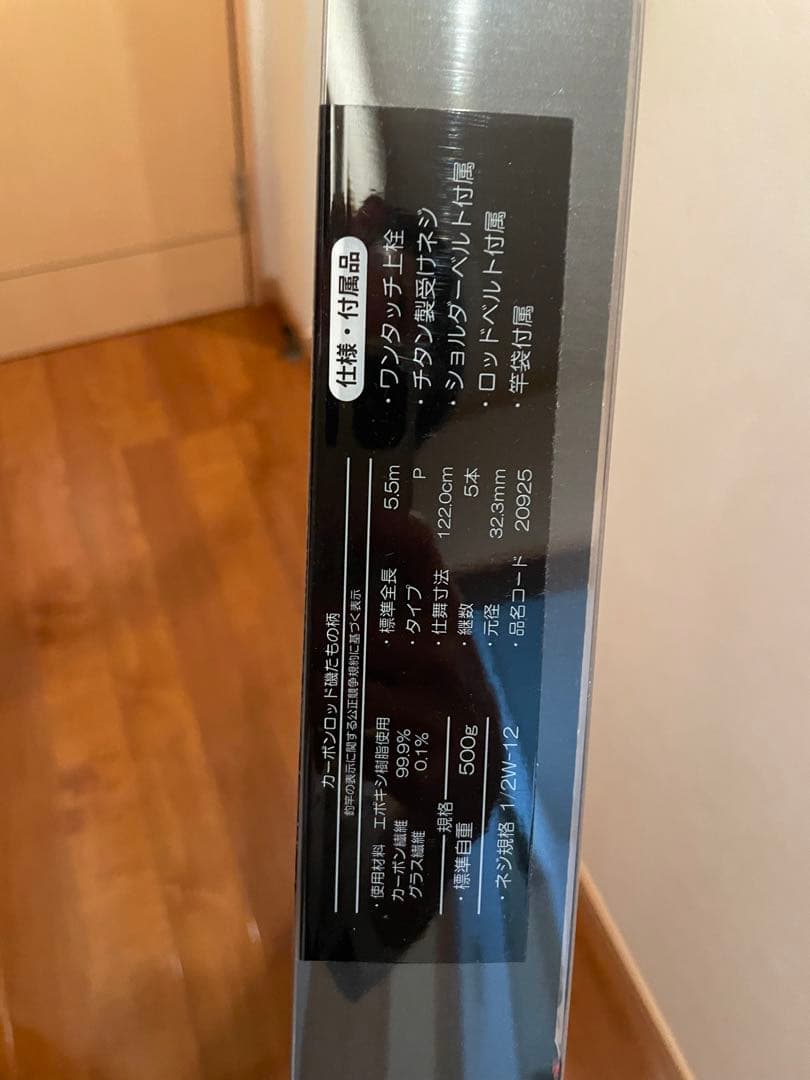 カーボンロッド磯たもの柄
釣竿の表示に関する公正競争規約に基づく表示
・使用材料 エポキシ樹脂使用
カーボン繊維 99.9%
グラス繊維 0.1%
規格
・標準自重 500g
・ネジ規格 1/2W-12
・標準全長 5.5m
・タイプ P
・仕舞寸法 122.0cm
・継数 5本
・元径 32.3mm
・品名コード 20925
仕様・付属品
・ワンタッチ上栓
・チタン製受けネジ
・ショルダーベルト付属
・ロッドベルト付属
・竿袋付属